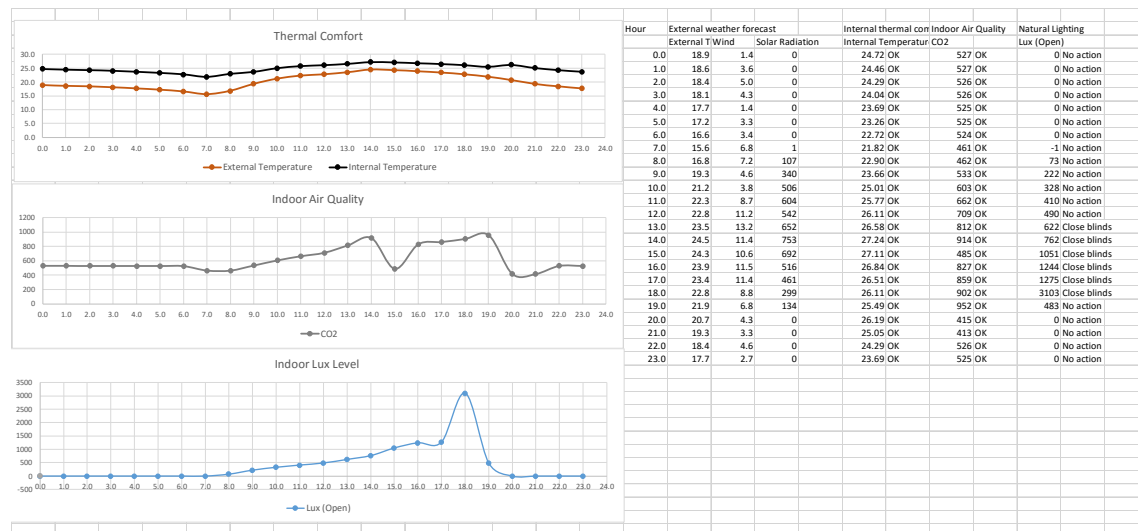 Thermal Comfort
30.0
25.0
20.0
15.0
10.0
5.0
0.0
0.0 1.0 2.0 3.0 4.0 5.0 6.0 7.0 8.0 9.0 10.0 11.0 12.0 13.0 14.0 15.0 16.0 17.0 18.0 19.0 20.0 21.0 22.0 23.0 24.0
External Temperature Internal Temperature
Indoor Air Quality
1200
1000
800
600
400
200
0
0.0 1.0 2.0 3.0 4.0 5.0 6.0 7.0 8.0 9.0 10.0 11.0 12.0 13.0 14.0 15.0 16.0 17.0 18.0 19.0 20.0 21.0 22.0 23.0 24.0
CO2
Indoor Lux Level
3500
3000
2500
2000
1500
1000
500
0
-500
0.0 1.0 2.0 3.0 4.0 5.0 6.0 7.0 8.0 9.0 10.0 11.0 12.0 13.0 14.0 15.0 16.0 17.0 18.0 19.0 20.0 21.0 22.0 23.0 24.0
Lux (Open)
Hour External weather forecast Internal thermal com Indoor Air Quality Natural Lighting
External T Wind Solar Radiation Internal Temperatur CO2 Lux (Open)
0.0 18.9 1.4 0 24.72 OK 527 OK 0 No action
1.0 18.6 3.6 0 24.46 OK 527 OK 0 No action
2.0 18.4 5.0 0 24.29 OK 526 OK 0 No action
3.0 18.1 4.3 0 24.04 OK 526 OK 0 No action
4.0 17.7 1.4 0 23.69 OK 525 OK 0 No action
5.0 17.2 3.3 0 23.26 OK 525 OK 0 No action
6.0 16.6 3.4 0 22.72 OK 524 OK 0 No action
7.0 15.6 6.8 1 21.82 OK 461 OK -1 No action
8.0 16.8 7.2 107 22.90 OK 462 OK 73 No action
9.0 19.3 4.6 340 23.66 OK 533 OK 222 No action
10.0 21.2 3.8 506 25.01 OK 603 OK 328 No action
11.0 22.3 8.7 604 25.77 OK 662 OK 410 No action
12.0 22.8 11.2 542 26.11 OK 709 OK 490 No action
13.0 23.5 13.2 652 26.58 OK 812 OK 622 Close blinds
14.0 24.5 11.4 753 27.24 OK 914 OK 762 Close blinds
15.0 24.3 10.6 692 27.11 OK 485 OK 1051 Close blinds
16.0 23.9 11.5 516 26.84 OK 827 OK 1244 Close blinds
17.0 23.4 11.4 461 26.51 OK 859 OK 1275 Close blinds
18.0 22.8 8.8 299 26.11 OK 902 OK 3103 Close blinds
19.0 21.9 6.8 134 25.49 OK 952 OK 483 No action
20.0 20.7 4.3 0 26.19 OK 415 OK 0 No action
21.0 19.3 3.3 0 25.05 OK 413 OK 0 No action
22.0 18.4 4.6 0 24.29 OK 526 OK 0 No action
23.0 17.7 2.7 0 23.69 OK 525 OK 0 No action